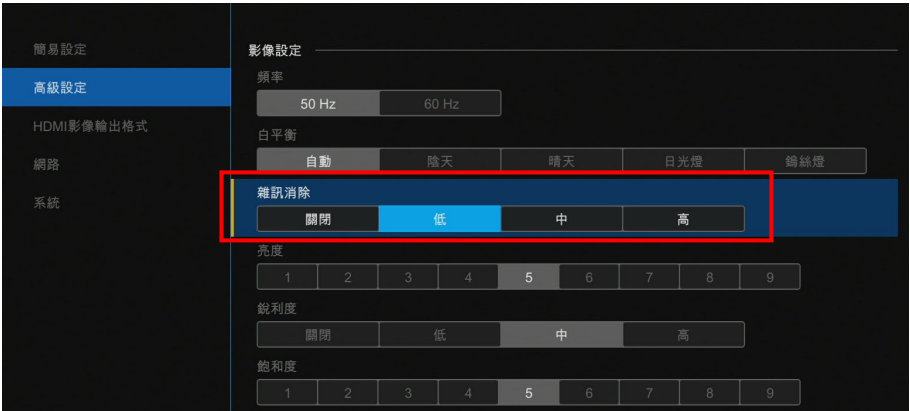 簡易設定
高級設定
HDMI影像輸出格式
網路
系統
影像設定
頻率
50 Hz 60 Hz
白平衡
自動 陰天 晴天 日光燈 鎢絲燈
雜訊消除
關閉 低 中 高
亮度
1 2 3 4 5 6 7 8 9
銳利度
關閉 低 中 高
飽和度
1 2 3 4 5 6 7 8 9